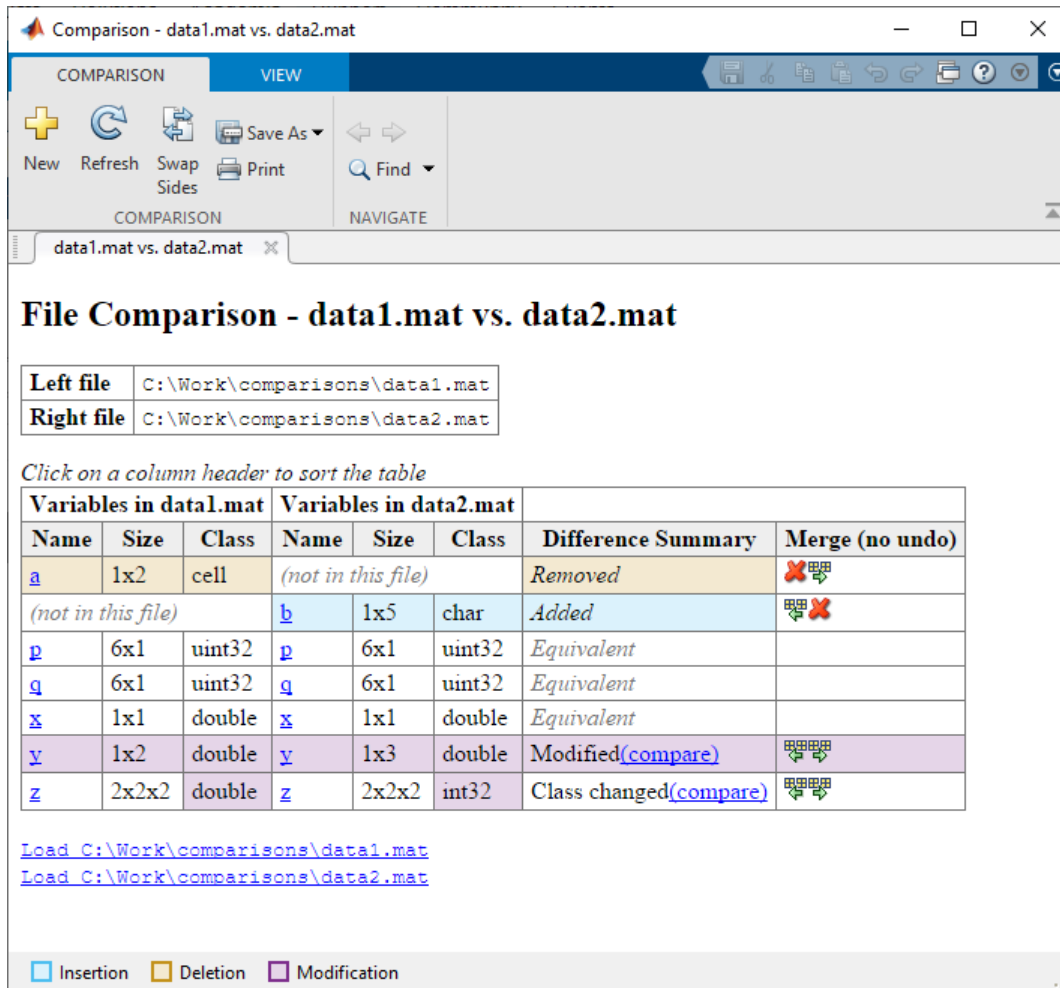 Comparison - data1.mat vs. data2.mat
COMPARISON VIEW
New Refresh Swap Sides Save As Print Find
COMPARISON NAVIGATE
data1.mat vs. data2.mat
File Comparison - data1.mat vs. data2.mat
Left file C:\Work\comparisons\data1.mat
Right file C:\Work\comparisons\data2.mat
Click on a column header to sort the table
Variables in data1.mat Variables in data2.mat
Name Size Class Name Size Class Difference Summary Merge (no undo)
a 1x2 cell (not in this file) Removed
(not in this file) b 1x5 char Added
p 6x1 uint32 p 6x1 uint32 Equivalent
q 6x1 uint32 q 6x1 uint32 Equivalent
x 1x1 double x 1x1 double Equivalent
y 1x2 double y 1x3 double Modified(compare)
z 2x2x2 double z 2x2x2 int32 Class changed(compare)
Load C:\Work\comparisons\data1.mat
Load C:\Work\comparisons\data2.mat
Insertion Deletion Modification